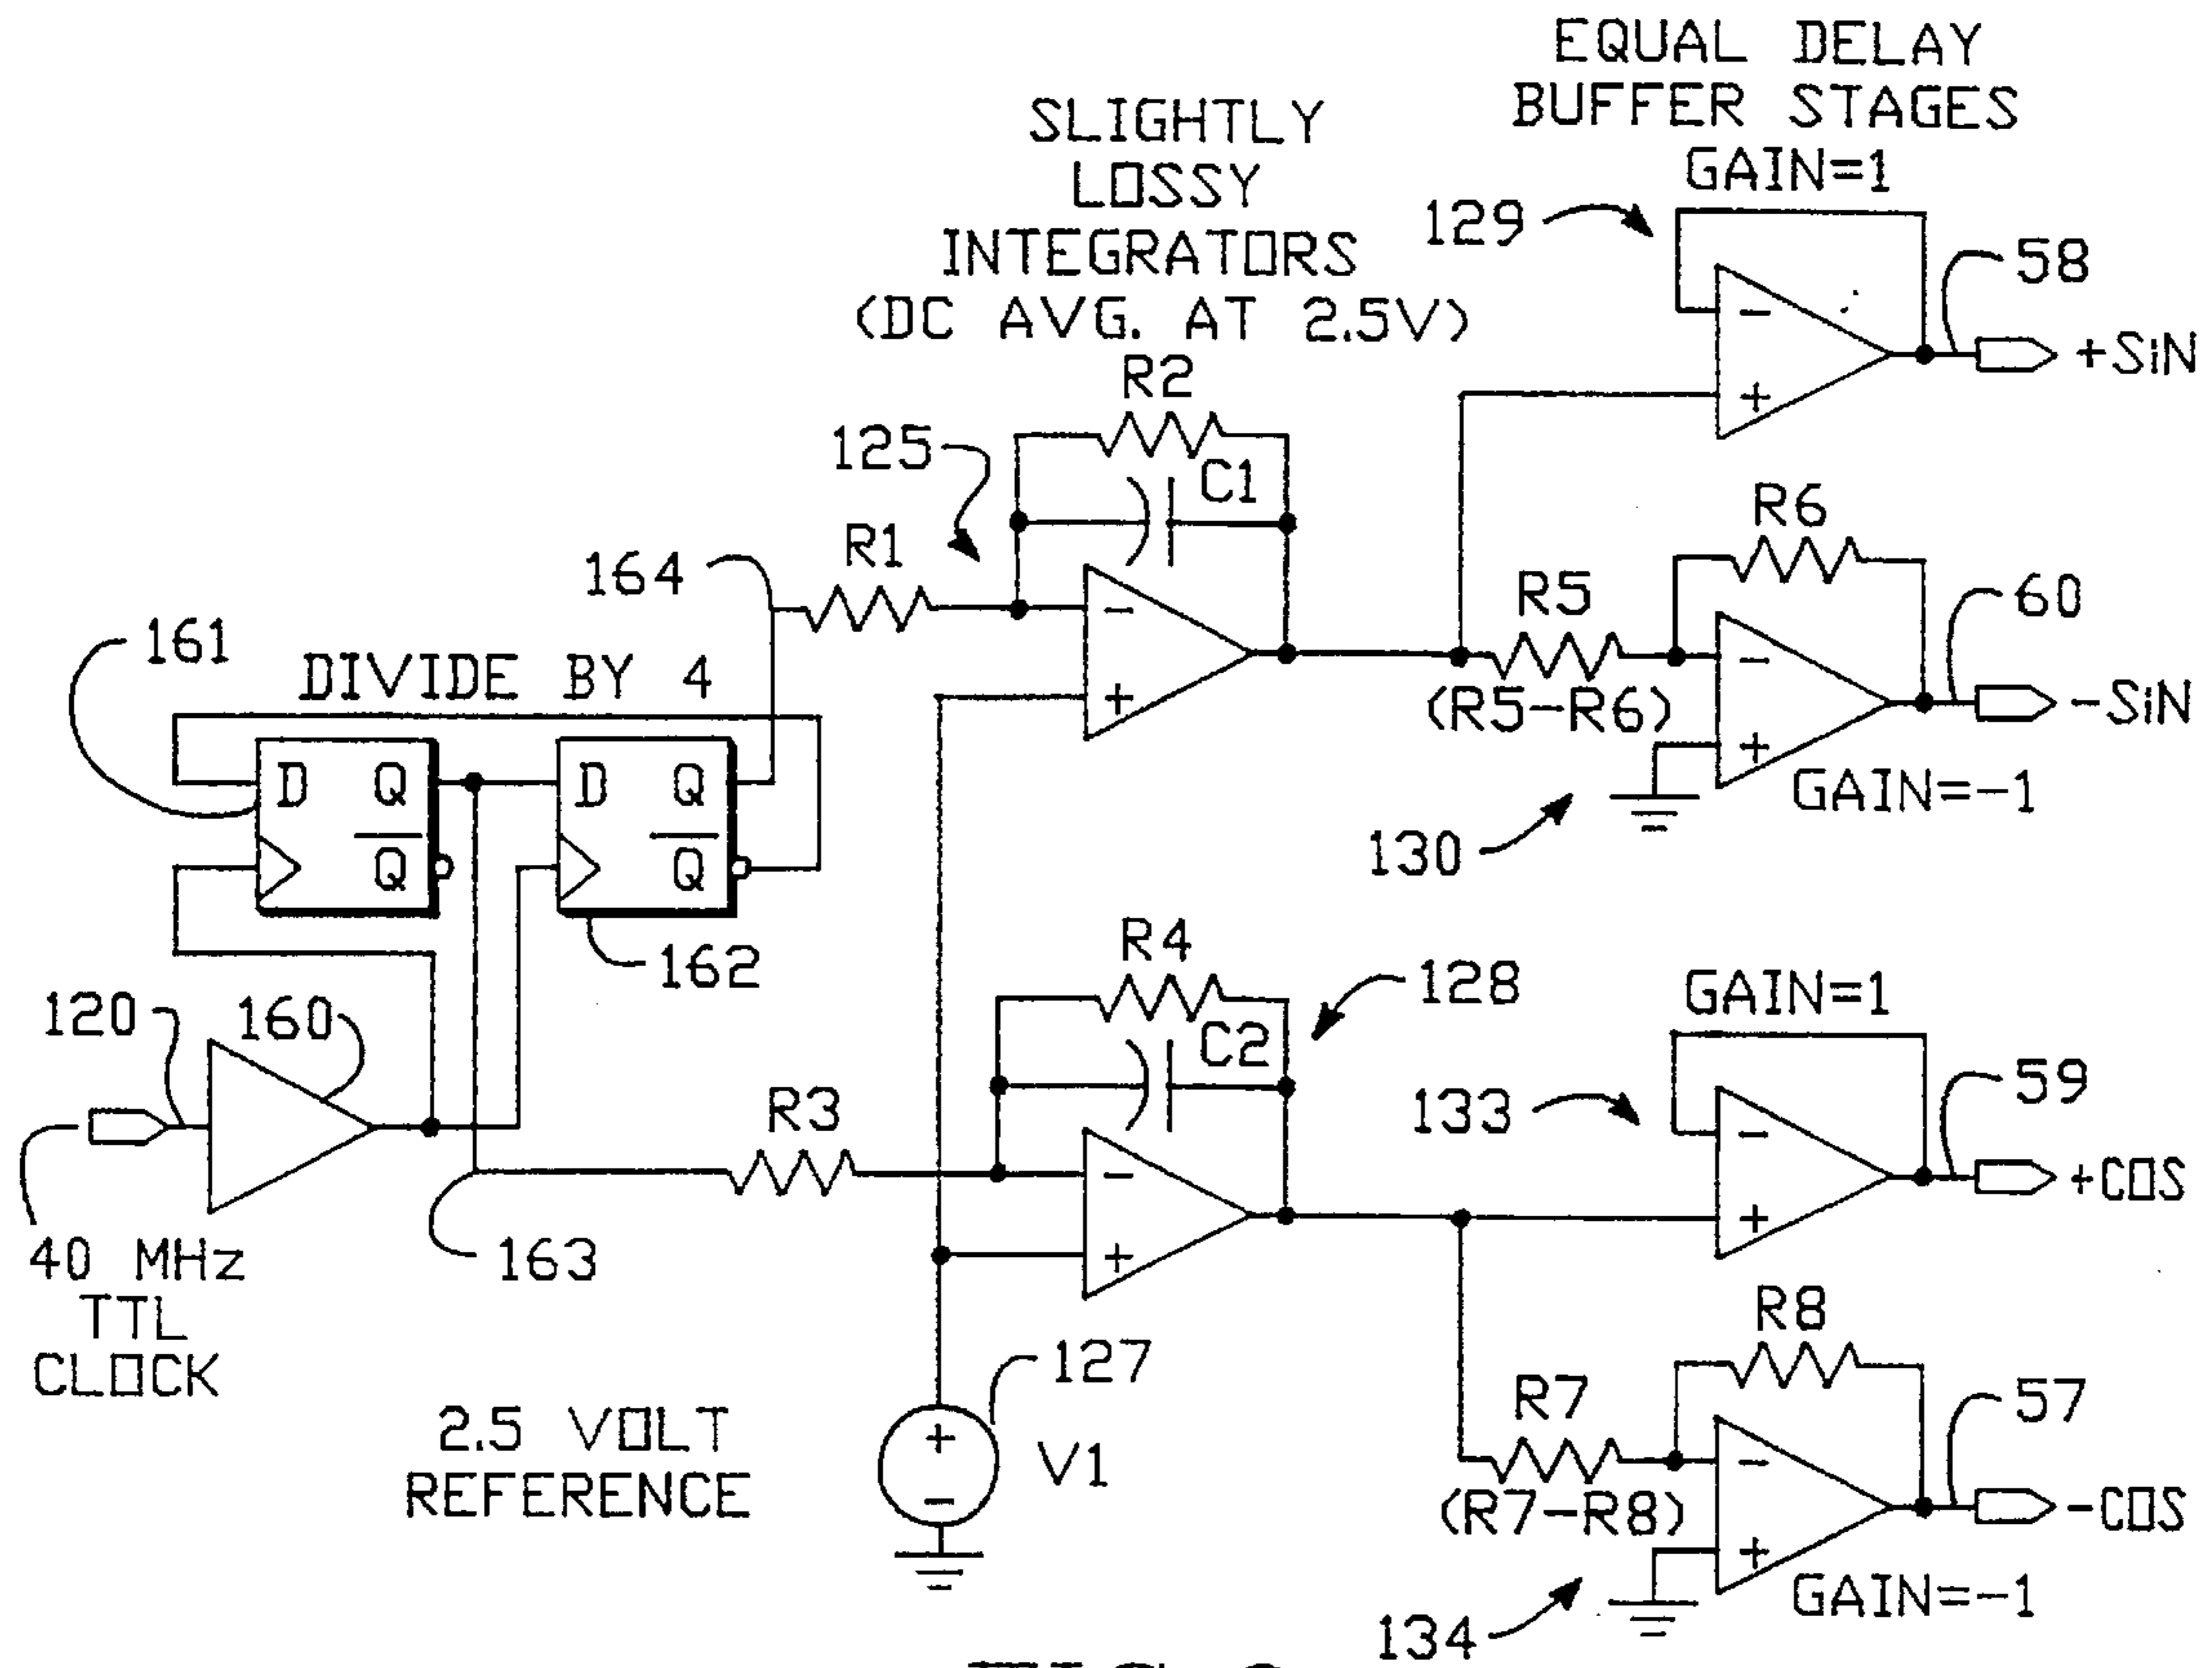 EQUAL DELAY
BUFFER STAGES
GAIN=1
SLIGHTLY
LOSSY
INTEGRATORS
(DC AVG. AT 2.5V)
129
58
+SiN
R2
125
C1
R1
164
R6
R5
60
(R5-R6)
-SiN
GAIN=-1
130
161
DIVIDE BY 4
D Q
Q
D Q
Q
162
120
160
R4
128
C2
GAIN=1
133
59
+COS
R3
163
40 MHz
TTL
CLOCK
127
2.5 VOLT
REFERENCE
+
-
V1
R8
R7
57
(R7-R8)
-COS
GAIN=-1
134
-
+
-
+
-
+
-
+
-
+
-
+